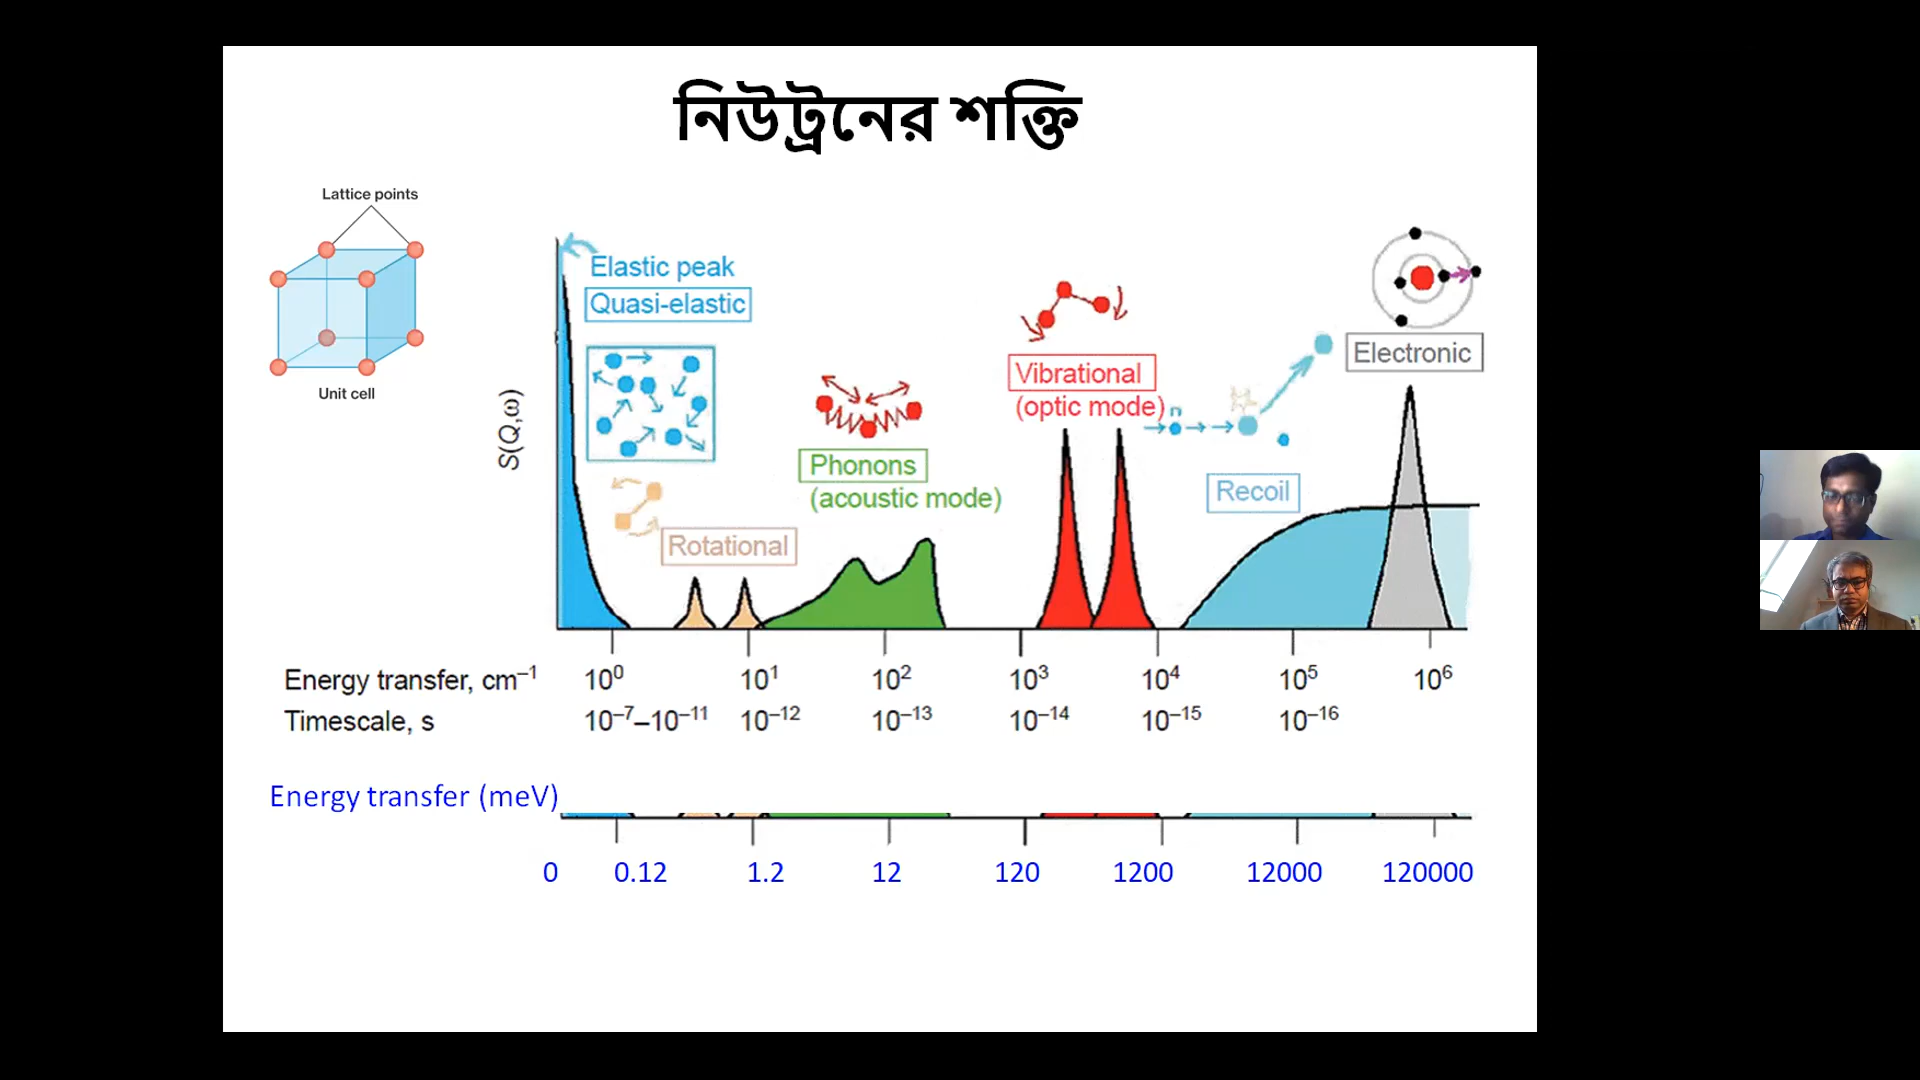 নিউট্রনের শক্তি
Lattice points
Unit cell
S(Q,ω)
Elastic peak
Quasi-elastic
Rotational
Phonons
(acoustic mode)
Vibrational
(optic mode)
n
Recoil
Electronic
Energy transfer, cm⁻¹ 10⁰ 10¹ 10² 10³ 10⁴ 10⁵ 10⁶
Timescale, s 10⁻⁷–10⁻¹¹ 10⁻¹² 10⁻¹³ 10⁻¹⁴ 10⁻¹⁵ 10⁻¹⁶
Energy transfer (meV)
0 0.12 1.2 12 120 1200 12000 120000